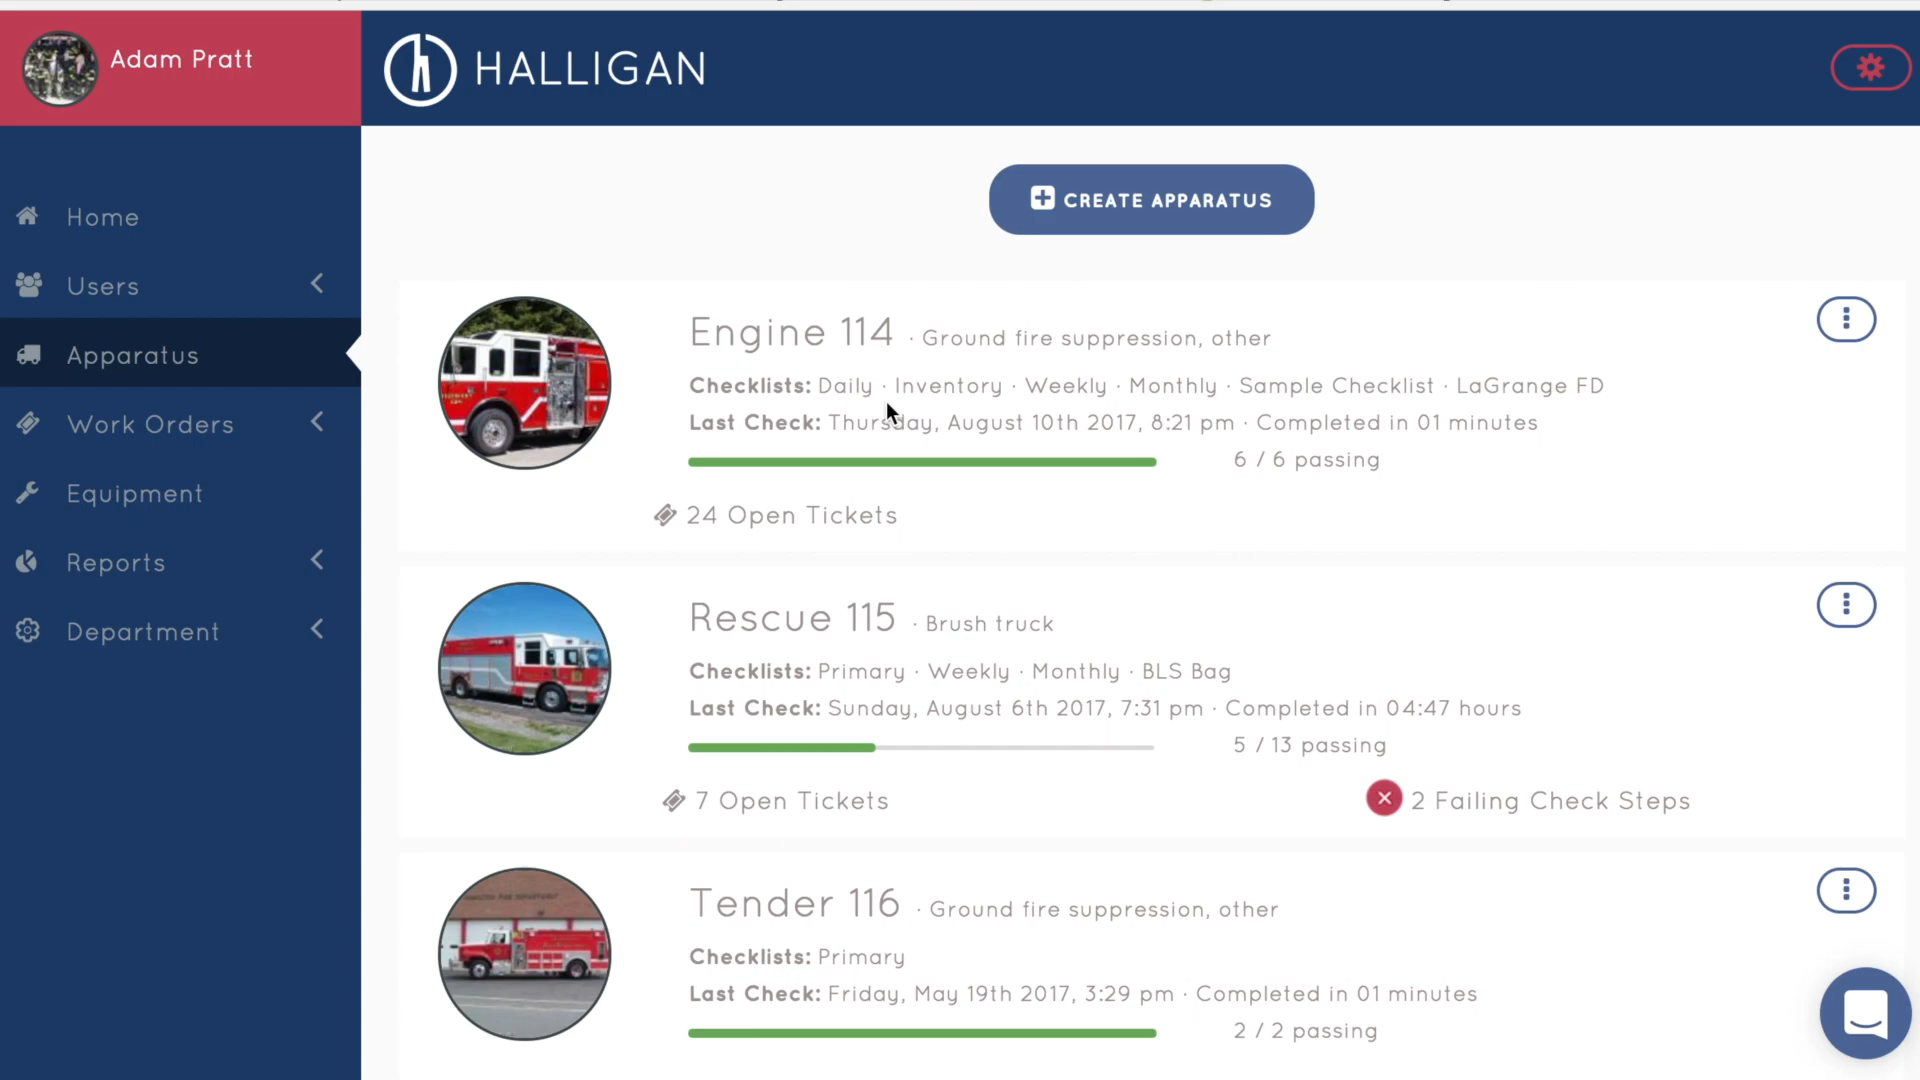 Adam Pratt
HALLIGAN
Home
Users
Apparatus
Work Orders
Equipment
Reports
Department
CREATE APPARATUS
Engine 114 · Ground fire suppression, other
Checklists: Daily · Inventory · Weekly · Monthly · Sample Checklist · LaGrange FD
Last Check: Thursday, August 10th 2017, 8:21 pm · Completed in 01 minutes
6 / 6 passing
24 Open Tickets
Rescue 115 · Brush truck
Checklists: Primary · Weekly · Monthly · BLS Bag
Last Check: Sunday, August 6th 2017, 7:31 pm · Completed in 04:47 hours
5 / 13 passing
7 Open Tickets
2 Failing Check Steps
Tender 116 · Ground fire suppression, other
Checklists: Primary
Last Check: Friday, May 19th 2017, 3:29 pm · Completed in 01 minutes
2 / 2 passing